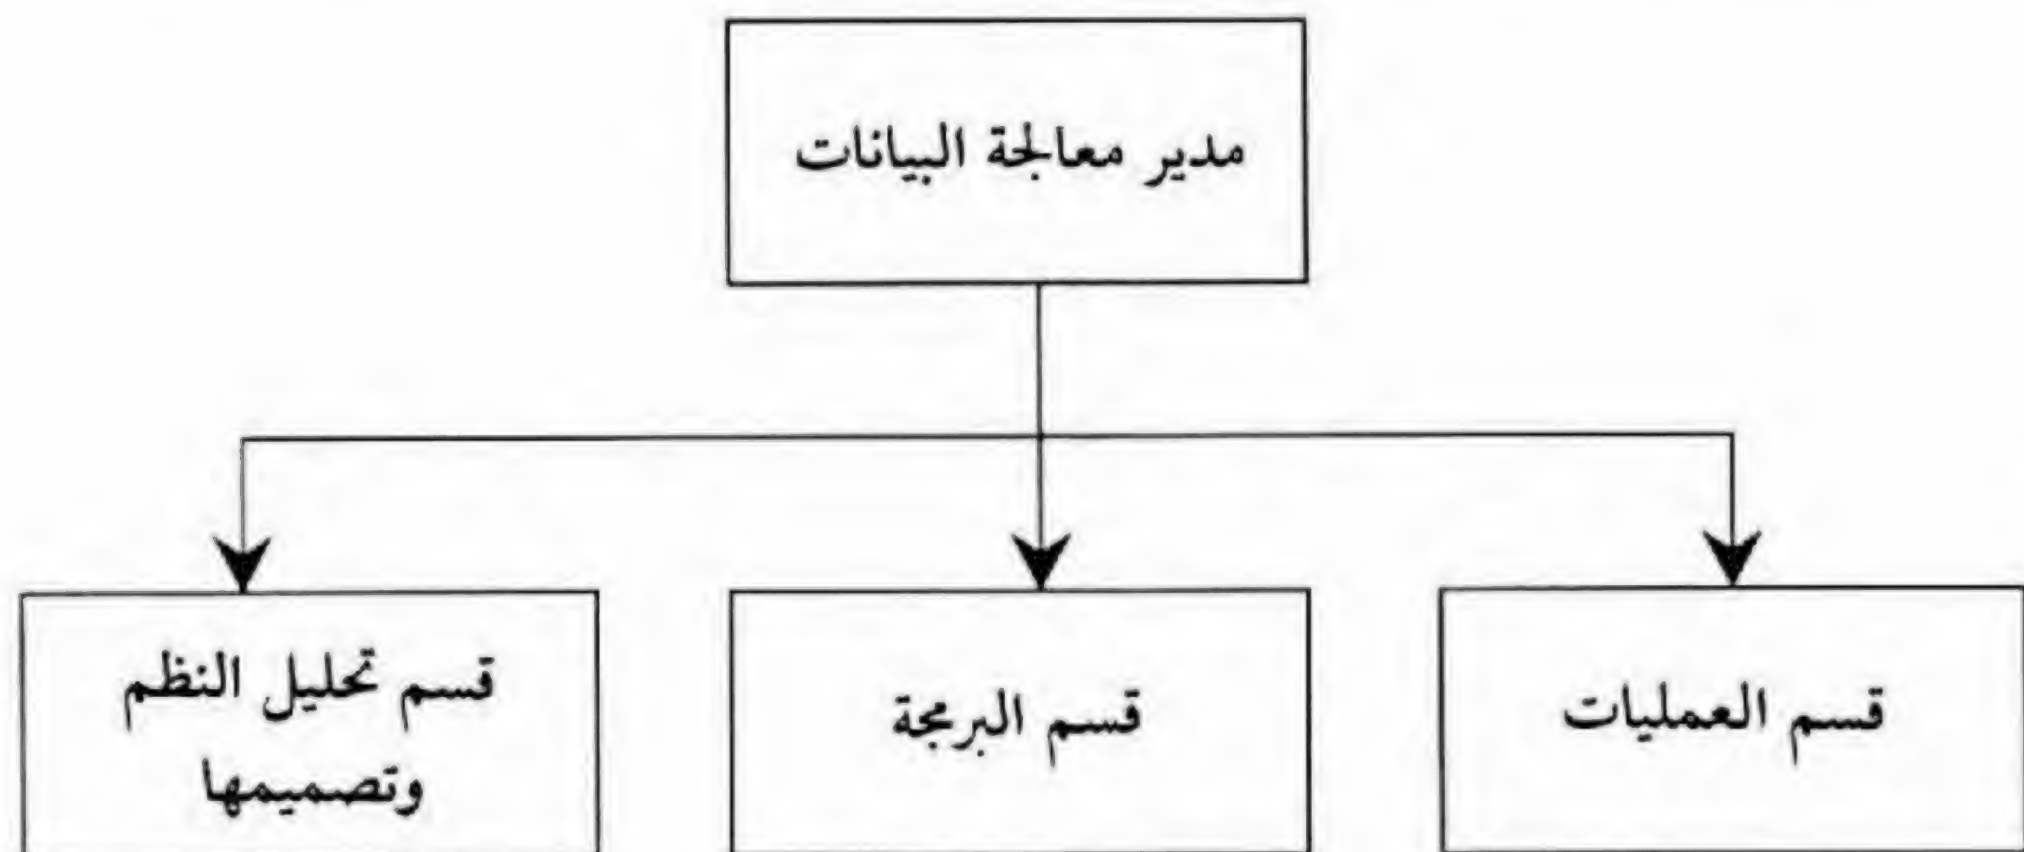 مدير معالجة البيانات
قسم العمليات
قسم البرمجة
قسم تحليل النظم
وتصميمها